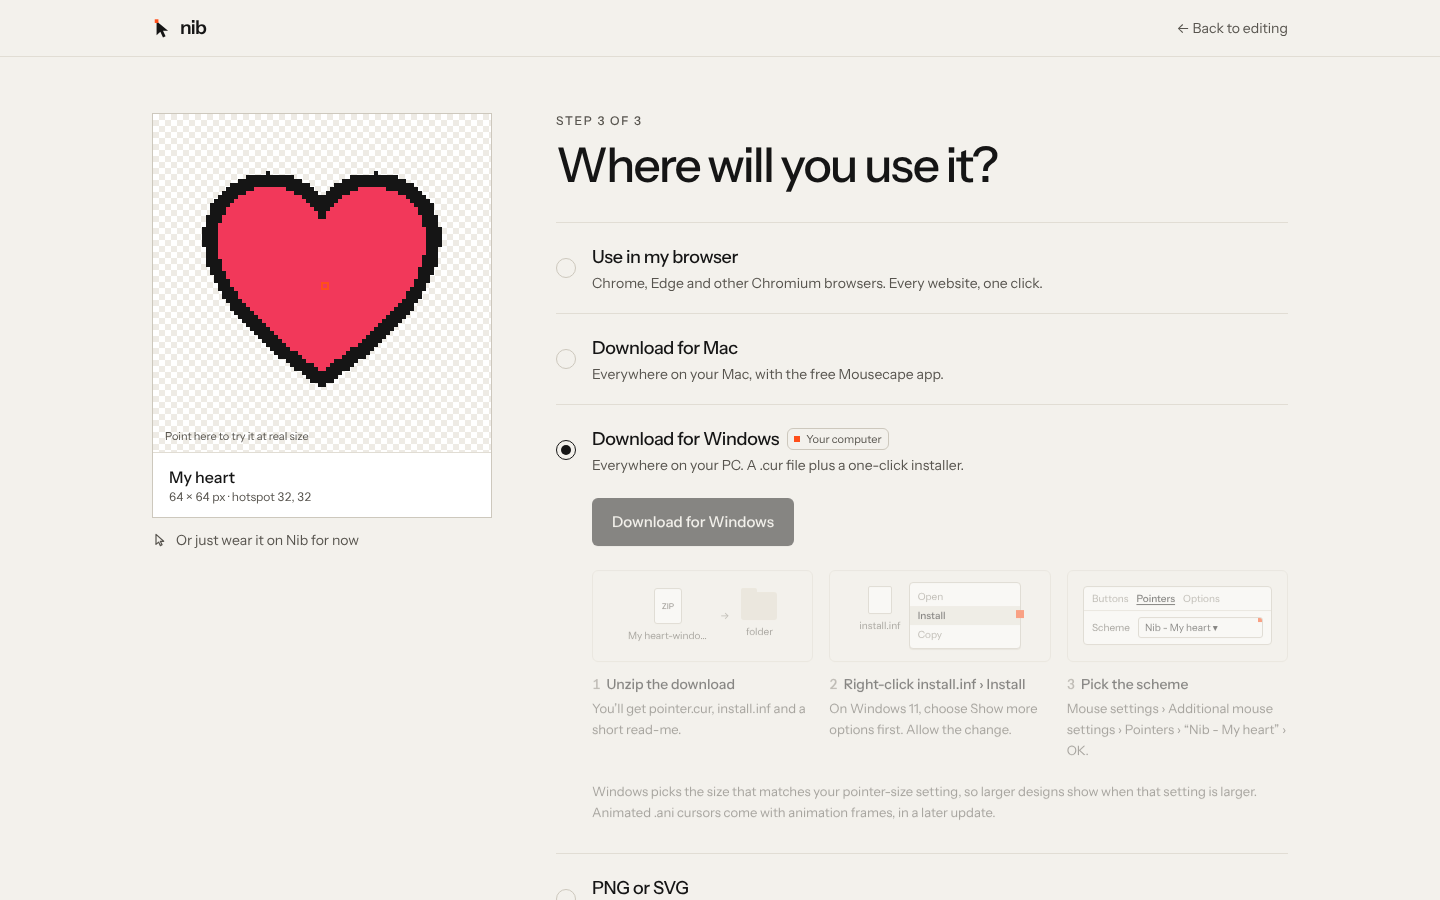 nib
← Back to editing
Point here to try it at real size
My heart
64 × 64 px · hotspot 32, 32
Or just wear it on Nib for now
STEP 3 OF 3
Where will you use it?
Use in my browser
Chrome, Edge and other Chromium browsers. Every website, one click.
Download for Mac
Everywhere on your Mac, with the free Mousecape app.
Download for Windows Your computer
Everywhere on your PC. A .cur file plus a one-click installer.
Download for Windows
ZIP
→
My heart-windo...
folder
install.inf
Open
Install
Copy
Buttons Pointers Options
Scheme Nib - My heart ▾
1 Unzip the download
You'll get pointer.cur, install.inf and a
short read-me.
2 Right-click install.inf › Install
On Windows 11, choose Show more
options first. Allow the change.
3 Pick the scheme
Mouse settings › Additional mouse
settings › Pointers › “Nib - My heart” ›
OK.
Windows picks the size that matches your pointer-size setting, so larger designs show when that setting is larger.
Animated .ani cursors come with animation frames, in a later update.
PNG or SVG